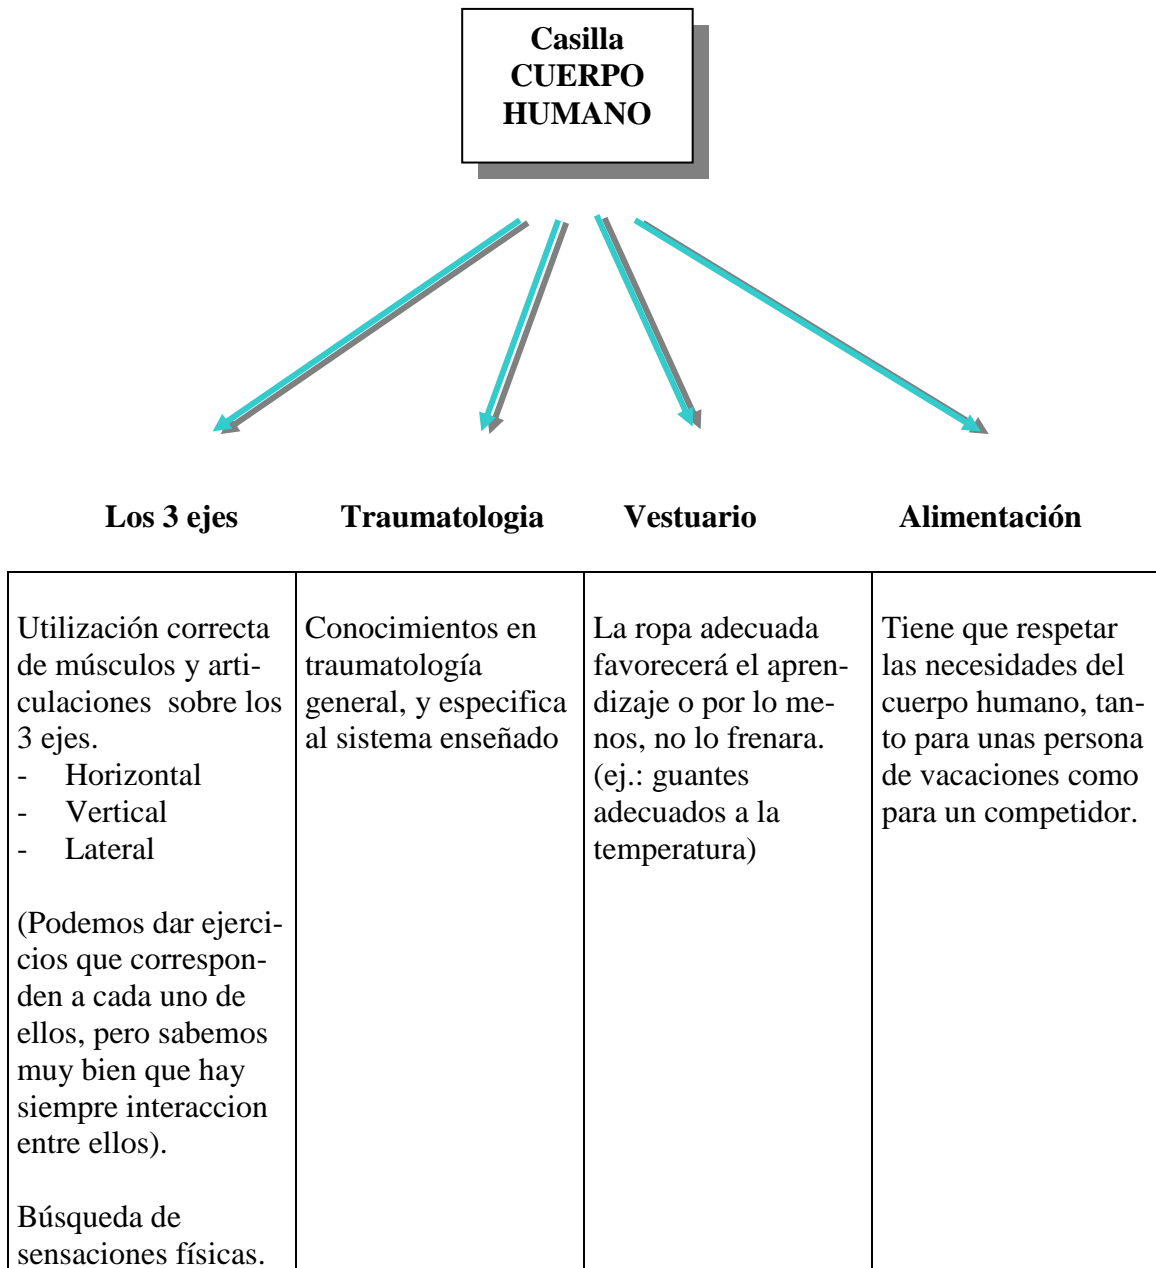 Casilla
CUERPO
HUMANO
Los 3 ejes
Traumatologia
Vestuario
Alimentación
Utilización correcta
de músculos y arti-
culaciones sobre los
3 ejes.
- Horizontal
- Vertical
- Lateral
(Podemos dar ejerci-
cios que correspon-
den a cada uno de
ellos, pero sabemos
muy bien que hay
siempre interaccion
entre ellos).
Búsqueda de
sensaciones físicas.
Conocimientos en
traumatología
general, y especifica
al sistema enseñado
La ropa adecuada
favorecerá el apren-
dizaje o por lo me-
nos, no lo frenara.
(ej.: guantes
adecuados a la
temperatura)
Tiene que respetar
las necesidades del
cuerpo humano, tan-
to para unas persona
de vacaciones como
para un competidor.